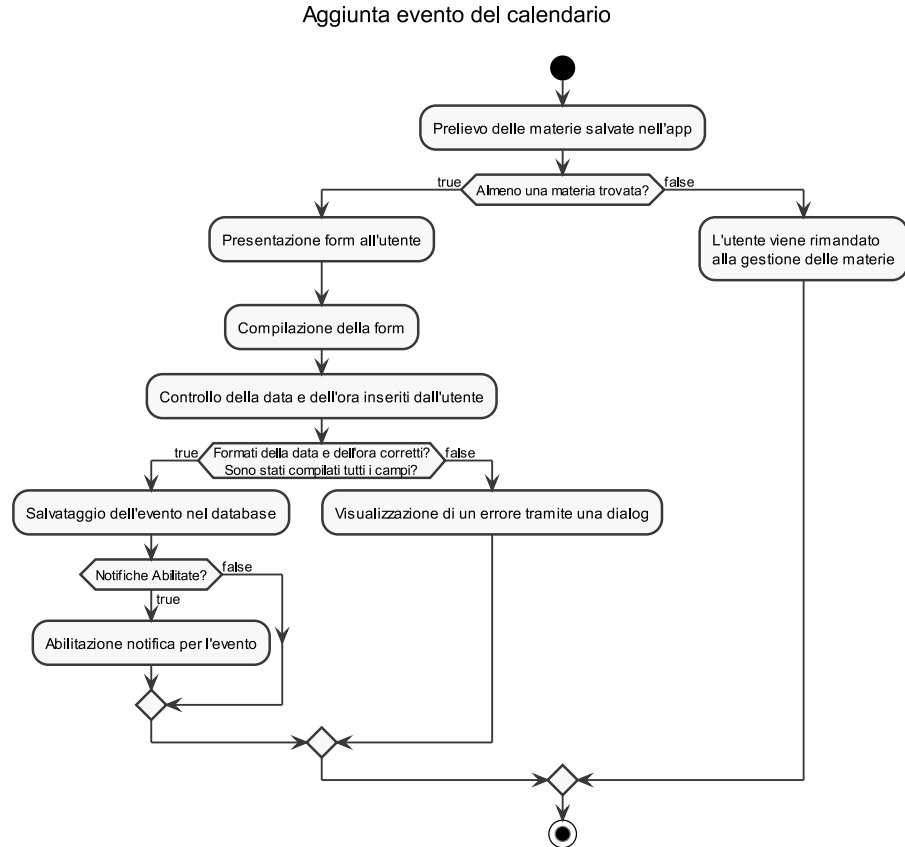 Aggiunta evento del calendario
Prelievo delle materie salvate nell'app
true
Almeno una materia trovata?
false
Presentazione form all'utente
L'utente viene rimandato
alla gestione delle materie
Compilazione della form
Controllo della data e dell'ora inseriti dall'utente
true
Formati della data e dell'ora corretti?
Sono stati compilati tutti i campi?
false
Salvataggio dell'evento nel database
Visualizzazione di un errore tramite una dialog
Notifiche Abilitate?
false
true
Abilitazione notifica per l'evento